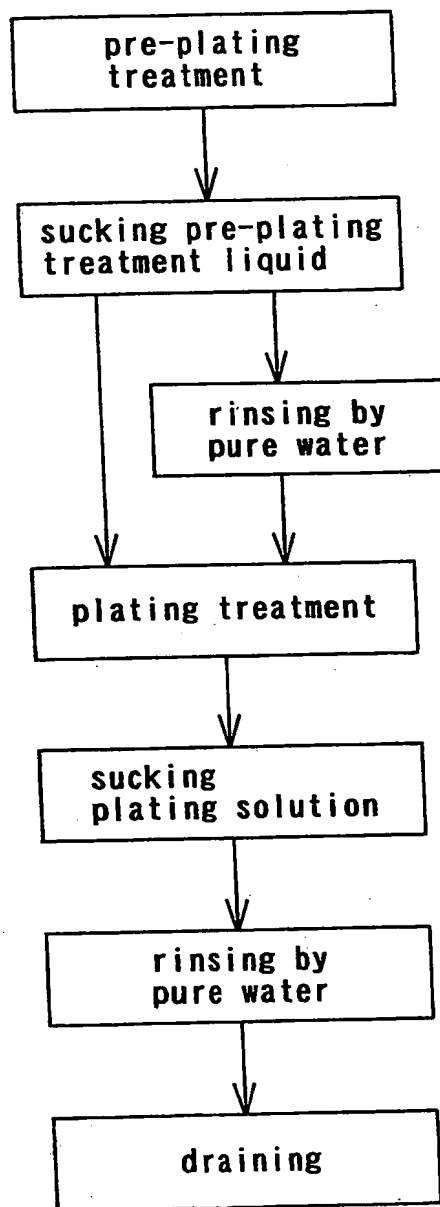 pre-plating
treatment
sucking pre-plating
treatment liquid
rinsing by
pure water
plating treatment
sucking
plating solution
rinsing by
pure water
draining